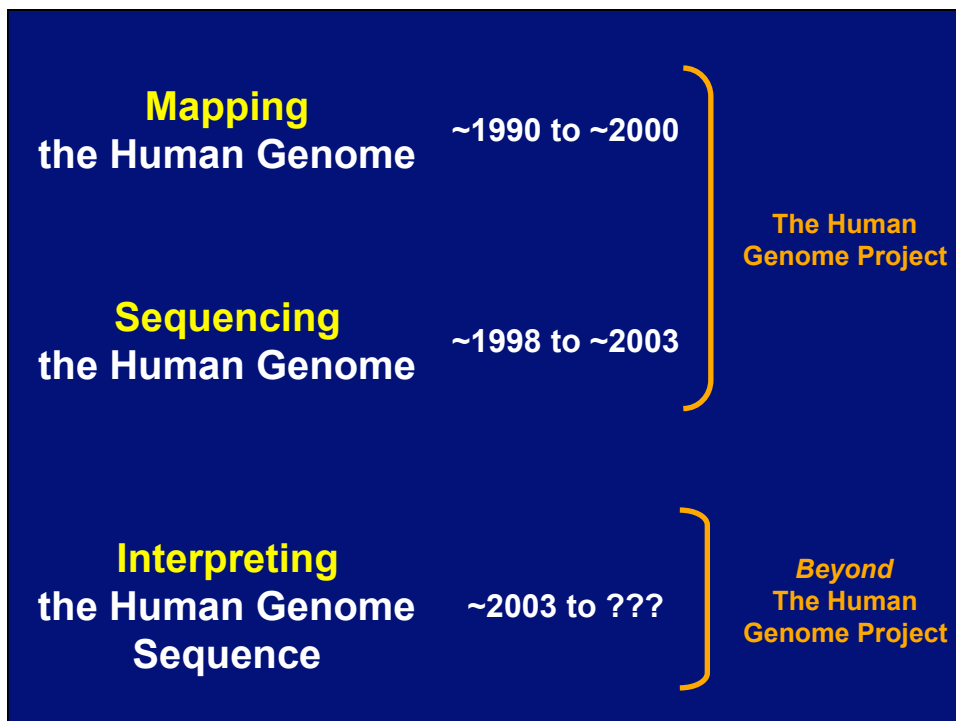 Mapping
the Human Genome
~1990 to ~2000
The Human
Genome Project
Sequencing
the Human Genome
~1998 to ~2003
Interpreting
the Human Genome
Sequence
~2003 to ???
Beyond
The Human
Genome Project